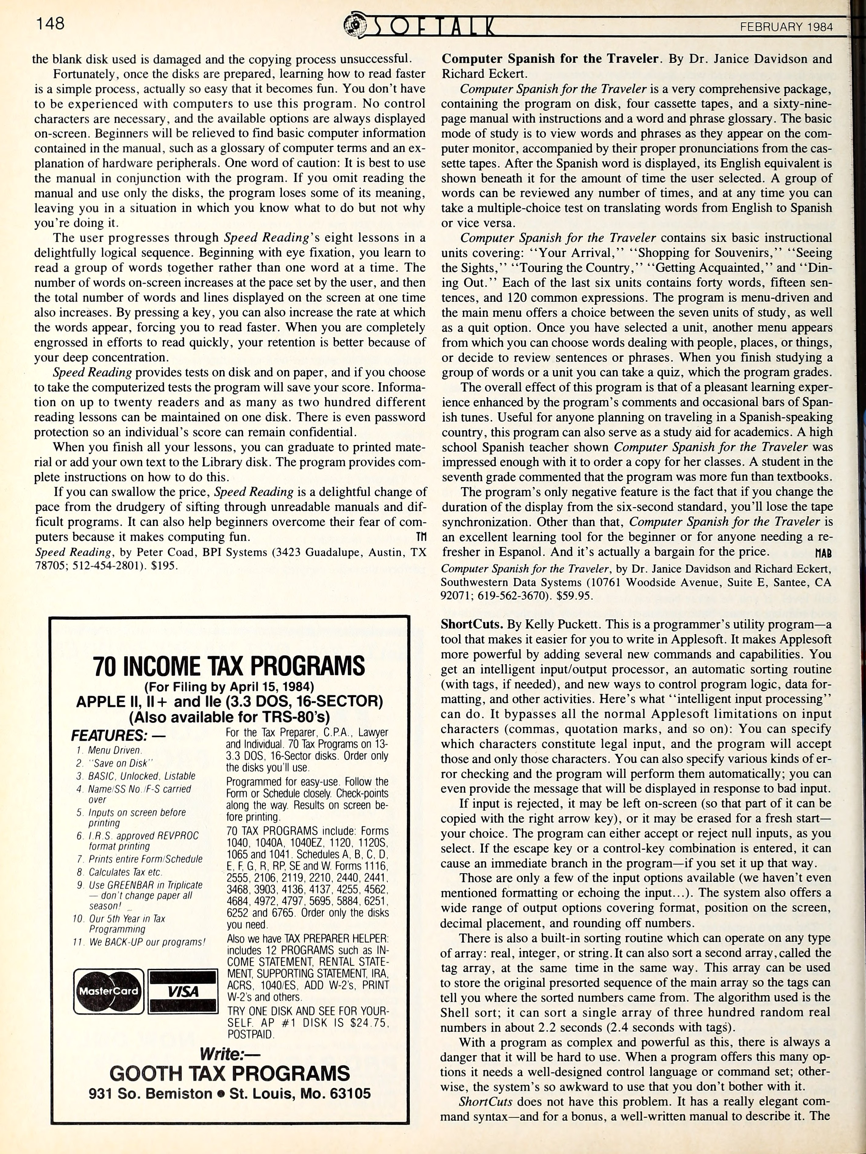 148
SOFTALK
FEBRUARY 1984
the blank disk used is damaged and the copying process unsuccessful.
Fortunately, once the disks are prepared, learning how to read faster
is a simple process, actually so easy that it becomes fun. You don't have
to be experienced with computers to use this program. No control
characters are necessary, and the available options are always displayed
on-screen. Beginners will be relieved to find basic computer information
contained in the manual, such as a glossary of computer terms and an ex-
planation of hardware peripherals. One word of caution: It is best to use
the manual in conjunction with the program. If you omit reading the
manual and use only the disks, the program loses some of its meaning,
leaving you in a situation in which you know what to do but not why
you're doing it.
The user progresses through Speed Reading's eight lessons in a
delightfully logical sequence. Beginning with eye fixation, you learn to
read a group of words together rather than one word at a time. The
number of words on-screen increases at the pace set by the user, and then
the total number of words and lines displayed on the screen at one time
also increases. By pressing a key, you can also increase the rate at which
the words appear, forcing you to read faster. When you are completely
engrossed in efforts to read quickly, your retention is better because of
your deep concentration.
Speed Reading provides tests on disk and on paper, and if you choose
to take the computerized tests the program will save your score. Informa-
tion on up to twenty readers and as many as two hundred different
reading lessons can be maintained on one disk. There is even password
protection so an individual's score can remain confidential.
When you finish all your lessons, you can graduate to printed mate-
rial or add your own text to the Library disk. The program provides com-
plete instructions on how to do this.
If you can swallow the price, Speed Reading is a delightful change of
pace from the drudgery of sifting through unreadable manuals and dif-
ficult programs. It can also help beginners overcome their fear of com-
puters because it makes computing fun. TM
Speed Reading, by Peter Coad, BPI Systems (3423 Guadalupe, Austin, TX
78705; 512-454-2801). $195.
70 INCOME TAX PROGRAMS
(For Filing by April 15, 1984)
APPLE II, II+ and IIe (3.3 DOS, 16-SECTOR)
(Also available for TRS-80's)
FEATURES: —
1. Menu Driven.
2. "Save on Disk"
3. BASIC, Unlocked, Listable
4. Name/SS No./F-S carried
over
5. Inputs on screen before
printing
6. I.R.S. approved REVPROC
format printing
7. Prints entire Form/Schedule
8. Calculates Tax etc.
9. Use GREENBAR in Triplicate
— don't change paper all
season!
10. Our 5th Year in Tax
Programming
11. We BACK-UP our programs!
MasterCard
VISA
For the Tax Preparer, C.P.A., Lawyer
and Individual. 70 Tax Programs on 13-
3.3 DOS, 16-Sector disks. Order only
the disks you'll use.
Programmed for easy-use. Follow the
Form or Schedule closely. Check-points
along the way. Results on screen be-
fore printing.
70 TAX PROGRAMS include: Forms
1040, 1040A, 1040EZ, 1120, 1120S,
1065 and 1041. Schedules A, B, C, D,
E, F, G, R, RP, SE and W. Forms 1116,
2555, 2106, 2119, 2210, 2440, 2441,
3468, 3903, 4136, 4137, 4255, 4562,
4684, 4972, 4797, 5695, 5884, 6251,
6252 and 6765. Order only the disks
you need.
Also we have TAX PREPARER HELPER:
includes 12 PROGRAMS such as IN-
COME STATEMENT, RENTAL STATE-
MENT, SUPPORTING STATEMENT, IRA,
ACRS, 1040/ES, ADD W-2's, PRINT
W-2's and others.
TRY ONE DISK AND SEE FOR YOUR-
SELF. AP #1 DISK IS $24.75,
POSTPAID.
Write:—
GOOTH TAX PROGRAMS
931 So. Bemiston • St. Louis, Mo. 63105
Computer Spanish for the Traveler. By Dr. Janice Davidson and
Richard Eckert.
Computer Spanish for the Traveler is a very comprehensive package,
containing the program on disk, four cassette tapes, and a sixty-nine-
page manual with instructions and a word and phrase glossary. The basic
mode of study is to view words and phrases as they appear on the com-
puter monitor, accompanied by their proper pronunciations from the cas-
sette tapes. After the Spanish word is displayed, its English equivalent is
shown beneath it for the amount of time the user selected. A group of
words can be reviewed any number of times, and at any time you can
take a multiple-choice test on translating words from English to Spanish
or vice versa.
Computer Spanish for the Traveler contains six basic instructional
units covering: "Your Arrival," "Shopping for Souvenirs," "Seeing
the Sights," "Touring the Country," "Getting Acquainted," and "Din-
ing Out." Each of the last six units contains forty words, fifteen sen-
tences, and 120 common expressions. The program is menu-driven and
the main menu offers a choice between the seven units of study, as well
as a quit option. Once you have selected a unit, another menu appears
from which you can choose words dealing with people, places, or things,
or decide to review sentences or phrases. When you finish studying a
group of words or a unit you can take a quiz, which the program grades.
The overall effect of this program is that of a pleasant learning exper-
ience enhanced by the program's comments and occasional bars of Span-
ish tunes. Useful for anyone planning on traveling in a Spanish-speaking
country, this program can also serve as a study aid for academics. A high
school Spanish teacher shown Computer Spanish for the Traveler was
impressed enough with it to order a copy for her classes. A student in the
seventh grade commented that the program was more fun than textbooks.
The program's only negative feature is the fact that if you change the
duration of the display from the six-second standard, you'll lose the tape
synchronization. Other than that, Computer Spanish for the Traveler is
an excellent learning tool for the beginner or for anyone needing a re-
fresher in Espanol. And it's actually a bargain for the price. MAB
Computer Spanish for the Traveler, by Dr. Janice Davidson and Richard Eckert,
Southwestern Data Systems (10761 Woodside Avenue, Suite E, Santee, CA
92071; 619-562-3670). $59.95.
ShortCuts. By Kelly Puckett. This is a programmer's utility program—a
tool that makes it easier for you to write in Applesoft. It makes Applesoft
more powerful by adding several new commands and capabilities. You
get an intelligent input/output processor, an automatic sorting routine
(with tags, if needed), and new ways to control program logic, data for-
matting, and other activities. Here's what "intelligent input processing"
can do. It bypasses all the normal Applesoft limitations on input
characters (commas, quotation marks, and so on): You can specify
which characters constitute legal input, and the program will accept
those and only those characters. You can also specify various kinds of er-
ror checking and the program will perform them automatically; you can
even provide the message that will be displayed in response to bad input.
If input is rejected, it may be left on-screen (so that part of it can be
copied with the right arrow key), or it may be erased for a fresh start—
your choice. The program can either accept or reject null inputs, as you
select. If the escape key or a control-key combination is entered, it can
cause an immediate branch in the program—if you set it up that way.
Those are only a few of the input options available (we haven't even
mentioned formatting or echoing the input...). The system also offers a
wide range of output options covering format, position on the screen,
decimal placement, and rounding off numbers.
There is also a built-in sorting routine which can operate on any type
of array: real, integer, or string. It can also sort a second array, called the
tag array, at the same time in the same way. This array can be used
to store the original presorted sequence of the main array so the tags can
tell you where the sorted numbers came from. The algorithm used is the
Shell sort; it can sort a single array of three hundred random real
numbers in about 2.2 seconds (2.4 seconds with tags).
With a program as complex and powerful as this, there is always a
danger that it will be hard to use. When a program offers this many op-
tions it needs a well-designed control language or command set; other-
wise, the system's so awkward to use that you don't bother with it.
ShortCuts does not have this problem. It has a really elegant com-
mand syntax—and for a bonus, a well-written manual to describe it. The